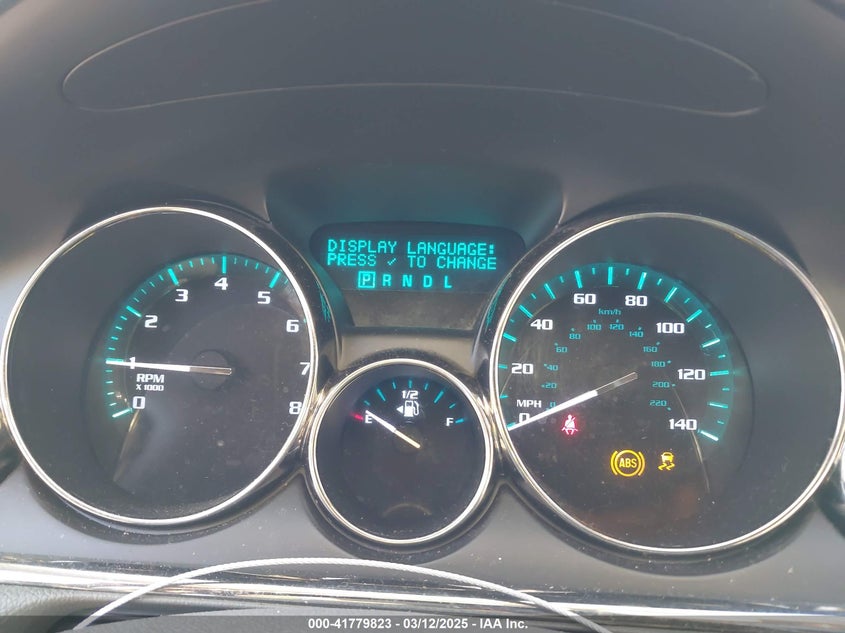 DISPLAY LANGUAGE:
PRESS ✓ TO CHANGE
P R N D L
0 1 2 3 4 5 6 7 8
RPM
X 1000
E 1/2 F
0 20 40 60 80 100 120 140
MPH
km/h
0 20 40 60 80 100 120 140 160 180 200 220
ABS
000-41779823 - 03/12/2025 - IAA Inc.